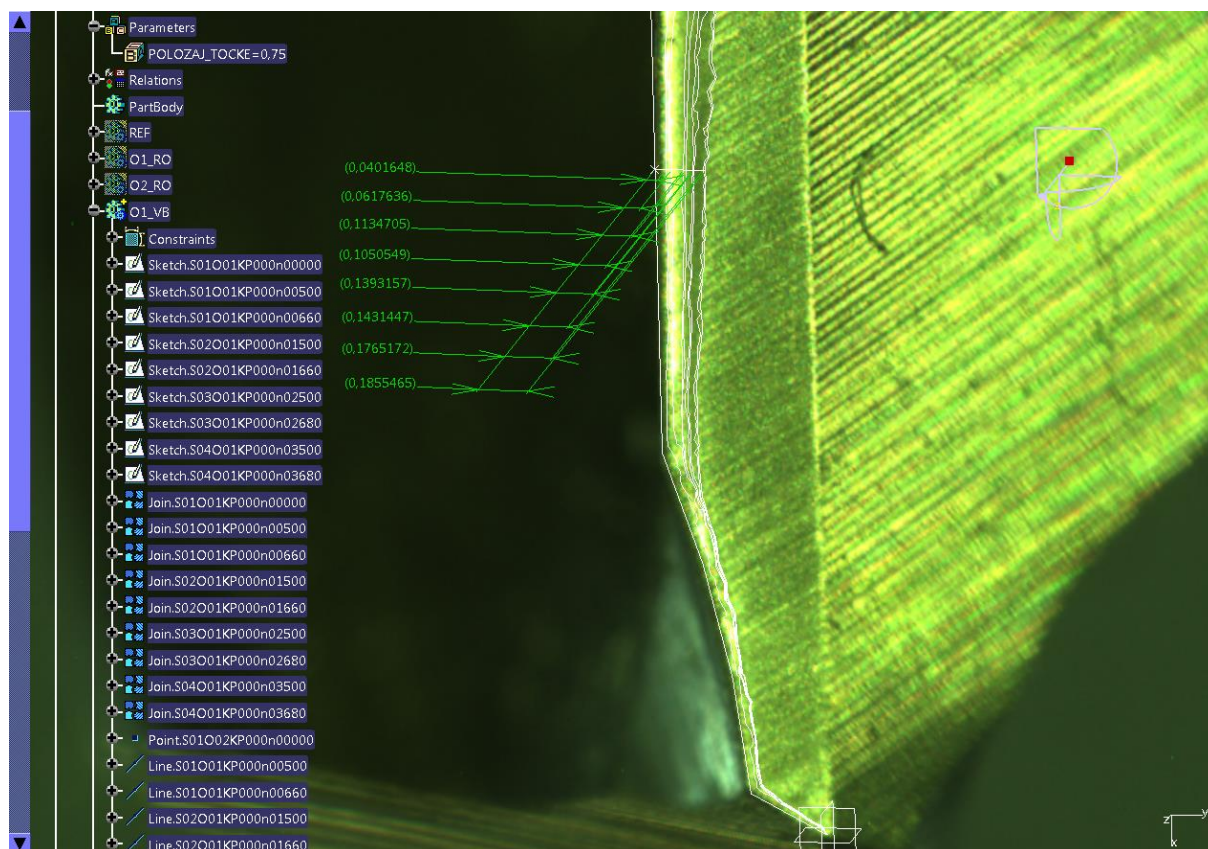 Parameters
POLOZAJ_TOCKE=0,75
Relations
PartBody
REF
O1_RO
O2_RO
O1_VB
Constraints
Sketch.S01O01KP000n00000
Sketch.S01O01KP000n00500
Sketch.S01O01KP000n00660
Sketch.S02O01KP000n01500
Sketch.S02O01KP000n01660
Sketch.S03O01KP000n02500
Sketch.S03O01KP000n02680
Sketch.S04O01KP000n03500
Sketch.S04O01KP000n03680
Join.S01O01KP000n00000
Join.S01O01KP000n00500
Join.S01O01KP000n00660
Join.S02O01KP000n01500
Join.S02O01KP000n01660
Join.S03O01KP000n02500
Join.S03O01KP000n02680
Join.S04O01KP000n03500
Join.S04O01KP000n03680
Point.S01O02KP000n00000
Line.S01O01KP000n00500
Line.S01O01KP000n00660
Line.S02O01KP000n01500
Line.S02O01KP000n01660
(0,0401648)
(0,0617636)
(0,1134705)
(0,1050549)
(0,1393157)
(0,1431447)
(0,1765172)
(0,1855465)
z
y
x